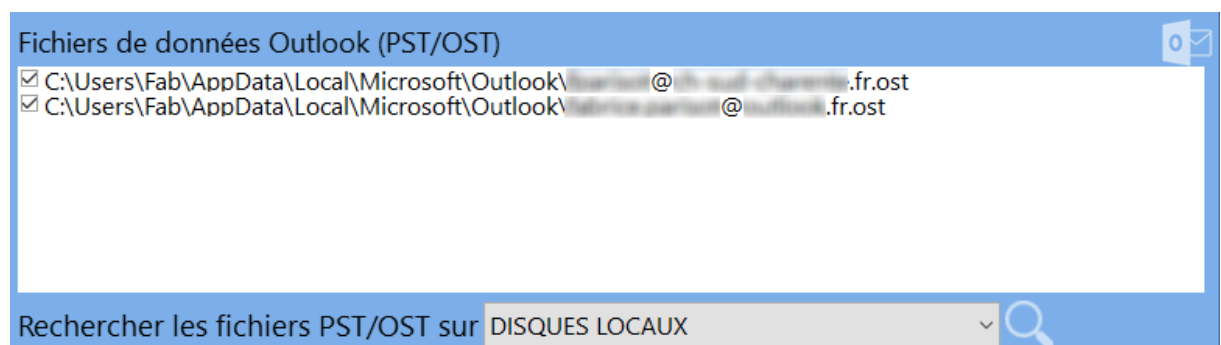 Fichiers de données Outlook (PST/OST)
C:\Users\Fab\AppData\Local\Microsoft\Outlook\ @ .fr.ost
C:\Users\Fab\AppData\Local\Microsoft\Outlook\ @ .fr.ost
Rechercher les fichiers PST/OST sur DISQUES LOCAUX